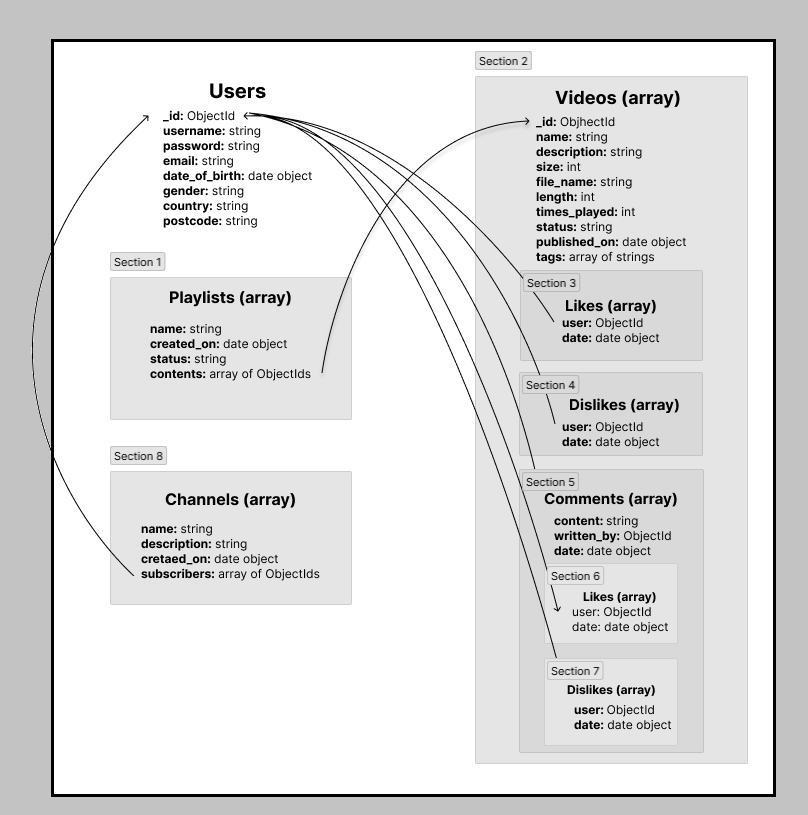 Users
_id: ObjectId
username: string
password: string
email: string
date_of_birth: date object
gender: string
country: string
postcode: string
Section 1
Playlists (array)
name: string
created_on: date object
status: string
contents: array of ObjectIds
Section 8
Channels (array)
name: string
description: string
cretaed_on: date object
subscribers: array of ObjectIds
Section 2
Videos (array)
_id: ObjhectId
name: string
description: string
size: int
file_name: string
length: int
times_played: int
status: string
published_on: date object
tags: array of strings
Section 3
Likes (array)
user: ObjectId
date: date object
Section 4
Dislikes (array)
user: ObjectId
date: date object
Section 5
Comments (array)
content: string
written_by: ObjectId
date: date object
Section 6
Likes (array)
user: ObjectId
date: date object
Section 7
Dislikes (array)
user: ObjectId
date: date object